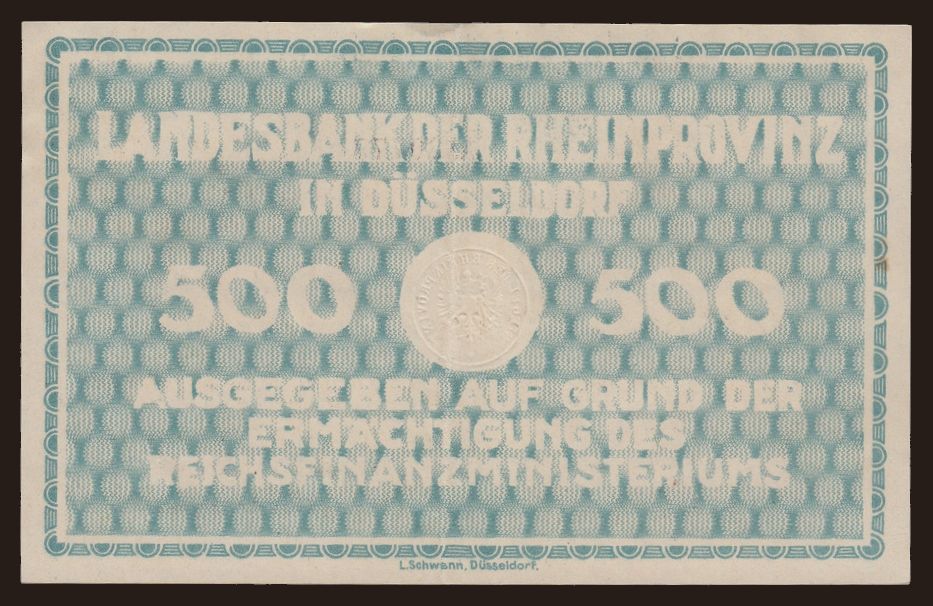 LANDESBANK DER RHEINPROVINZ
IN DÜSSELDORF
500 500
AUSGEGEBEN AUF GRUND DER
ERMÄCHTIGUNG DES
REICHSFINANZMINISTERIUMS
L. Schwann, Düsseldorf.